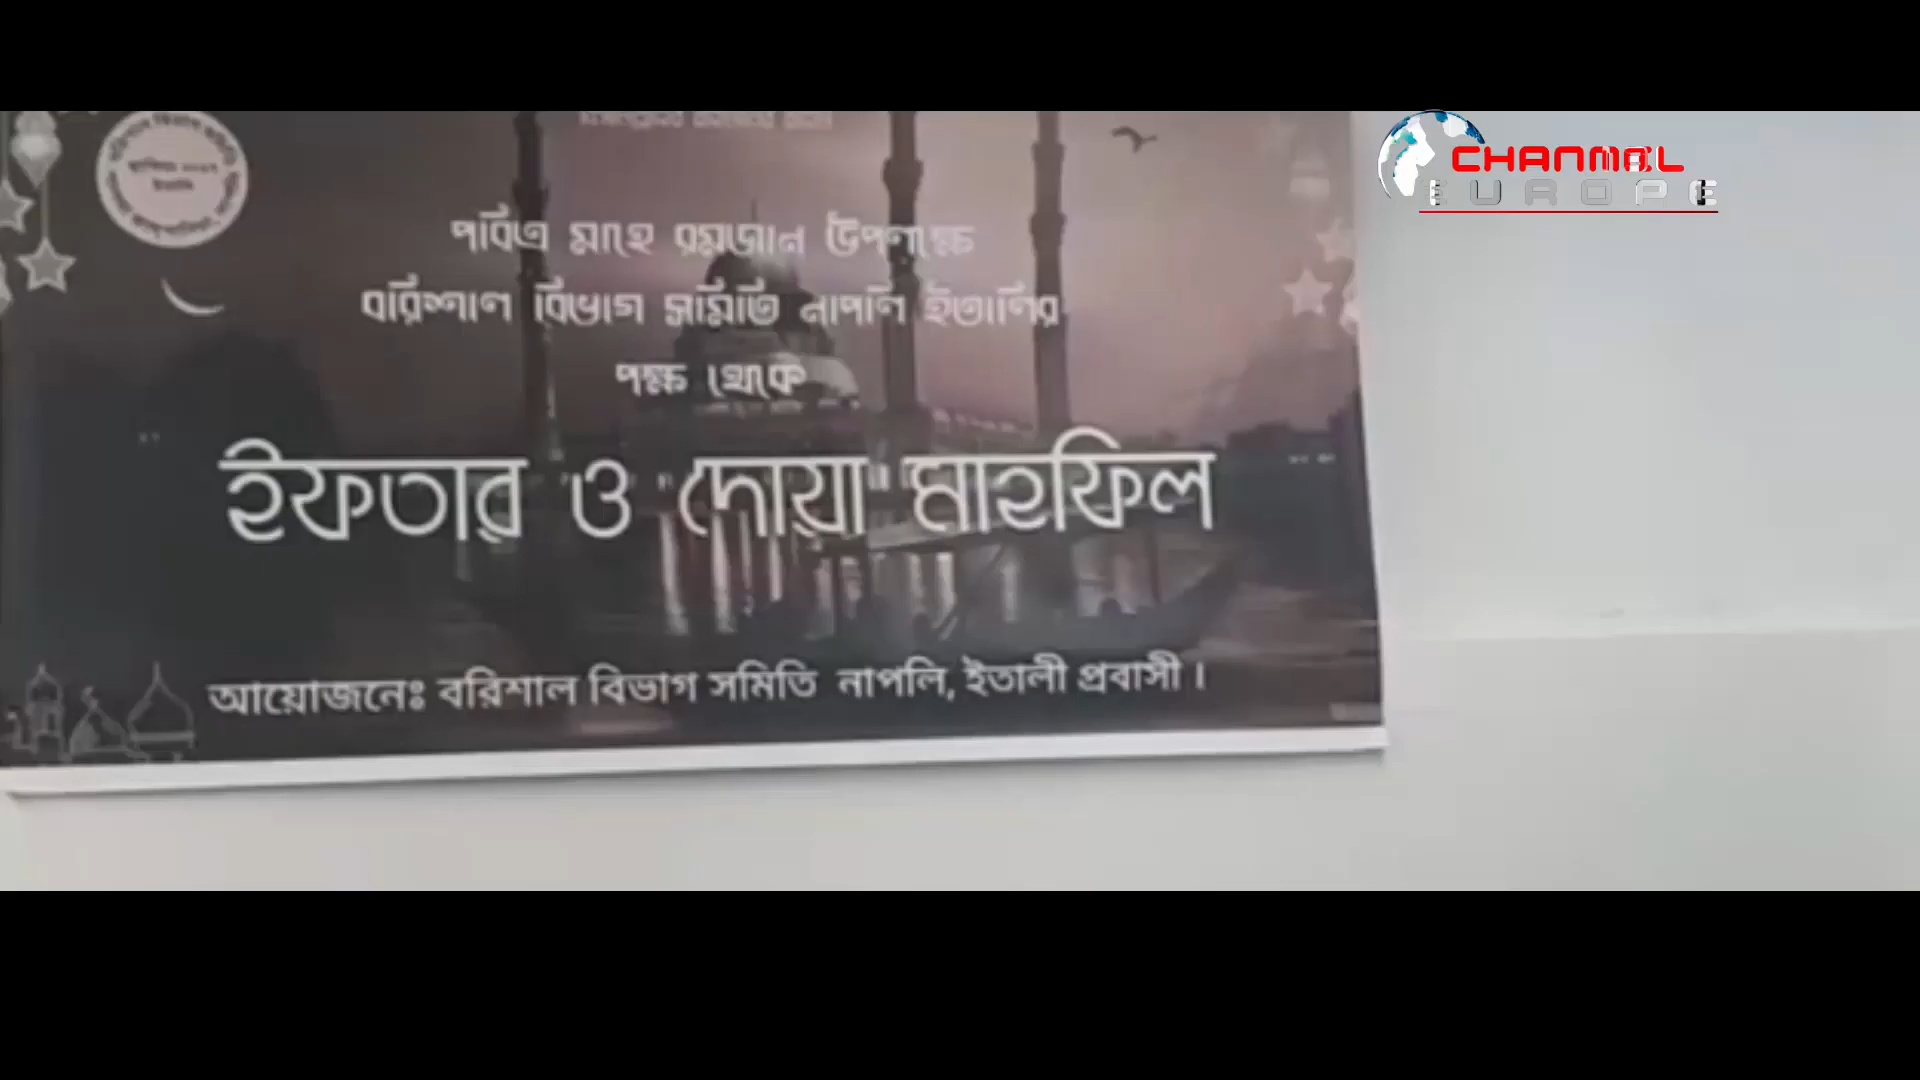 CHANNEL
EUROPE
পবিত্র মাহে রমজান উপলক্ষে
বরিশাল বিভাগ সমিতি নাপলি ইতালির
পক্ষ থেকে
ইফতার ও দোয়া মাহফিল
আয়োজনেঃ বরিশাল বিভাগ সমিতি নাপলি, ইতালী প্রবাসী।